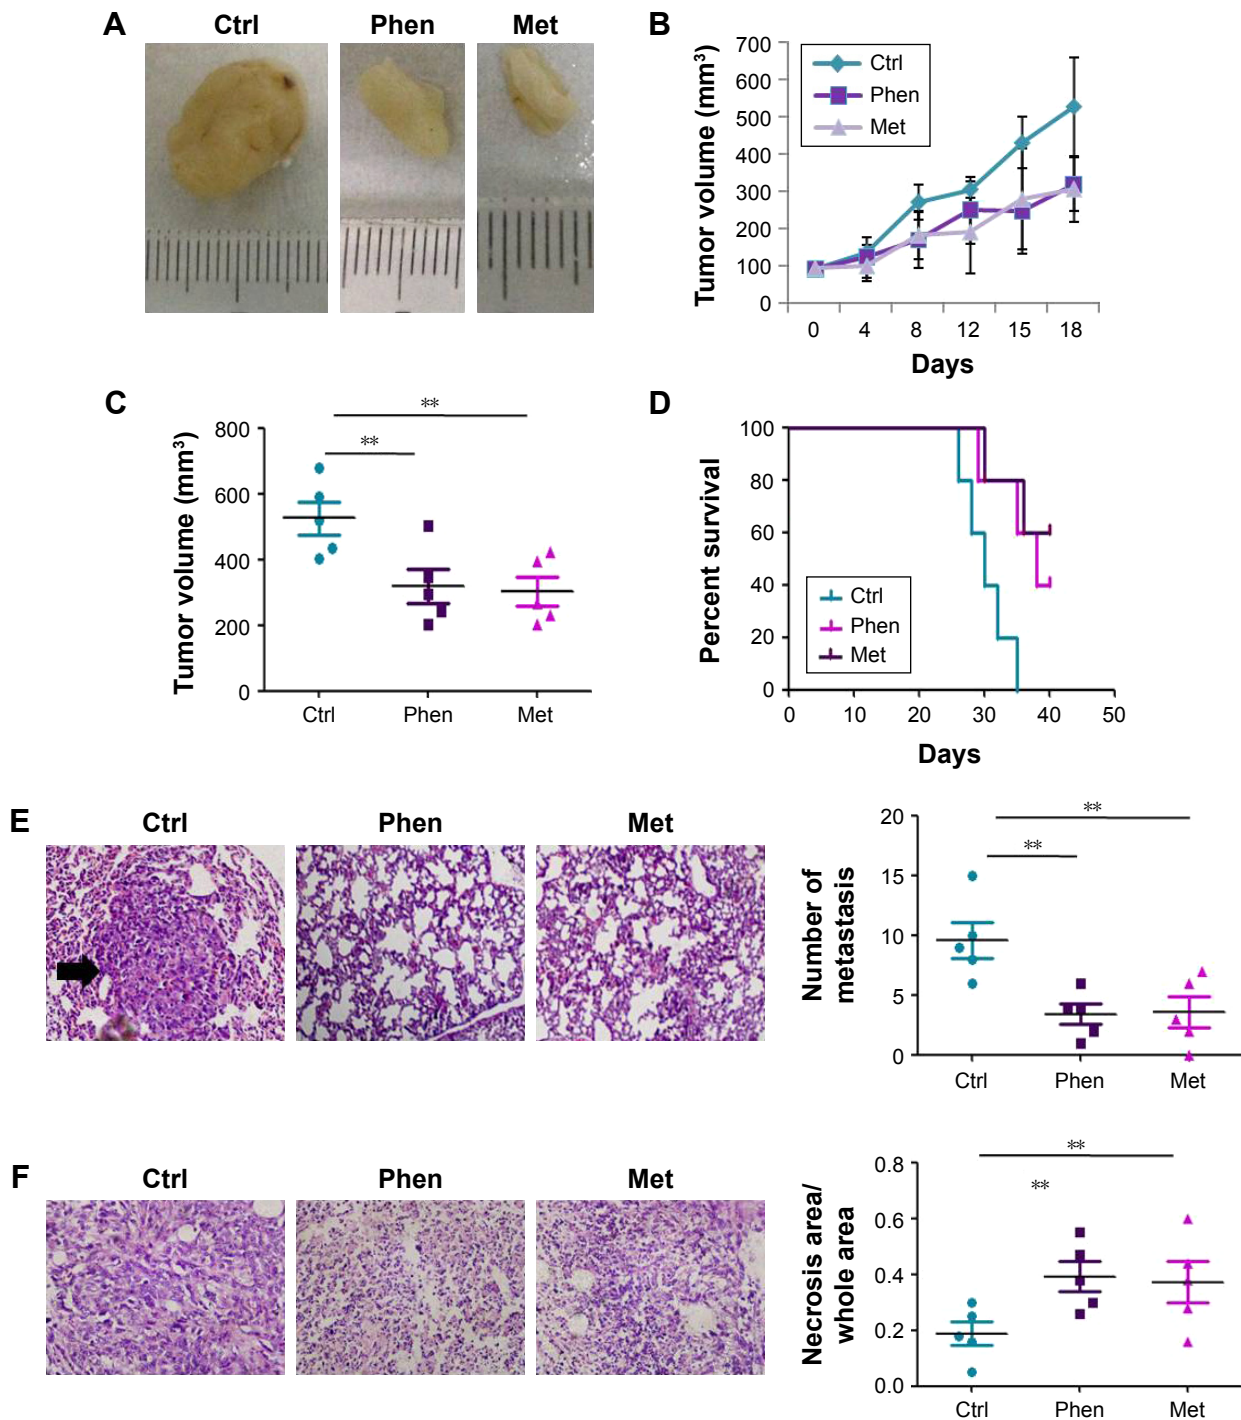 A
Ctrl
Phen
Met
B
Tumor volume (mm³)
700
600
500
400
300
200
100
0
Ctrl
Phen
Met
0 4 8 12 15 18
Days
C
Tumor volume (mm³)
800
600
400
200
0
**
**
Ctrl Phen Met
D
Percent survival
100
80
60
40
20
0
Ctrl
Phen
Met
0 10 20 30 40 50
Days
E
Ctrl
Phen
Met
Number of
metastasis
20
15
10
5
0
**
**
Ctrl Phen Met
F
Ctrl
Phen
Met
Necrosis area/
whole area
0.8
0.6
0.4
0.2
0.0
**
**
Ctrl Phen Met